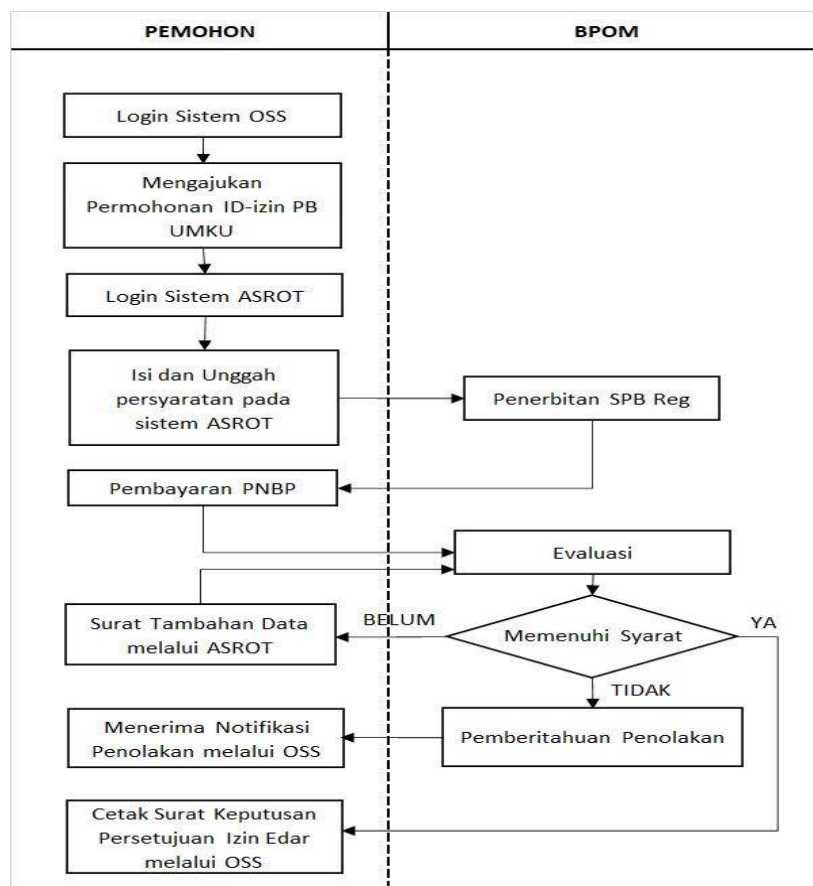 PEMOHON
BPOM
Login Sistem OSS
Mengajukan
Permohonan ID-izin PB
UMKU
Login Sistem ASROT
Isi dan Unggah
persyaratan pada
sistem ASROT
Penerbitan SPB Reg
Pembayaran PNBP
Evaluasi
Surat Tambahan Data
melalui ASROT
BELUM
Memenuhi Syarat
YA
TIDAK
Menerima Notifikasi
Penolakan melalui OSS
Pemberitahuan Penolakan
Cetak Surat Keputusan
Persetujuan Izin Edar
melalui OSS